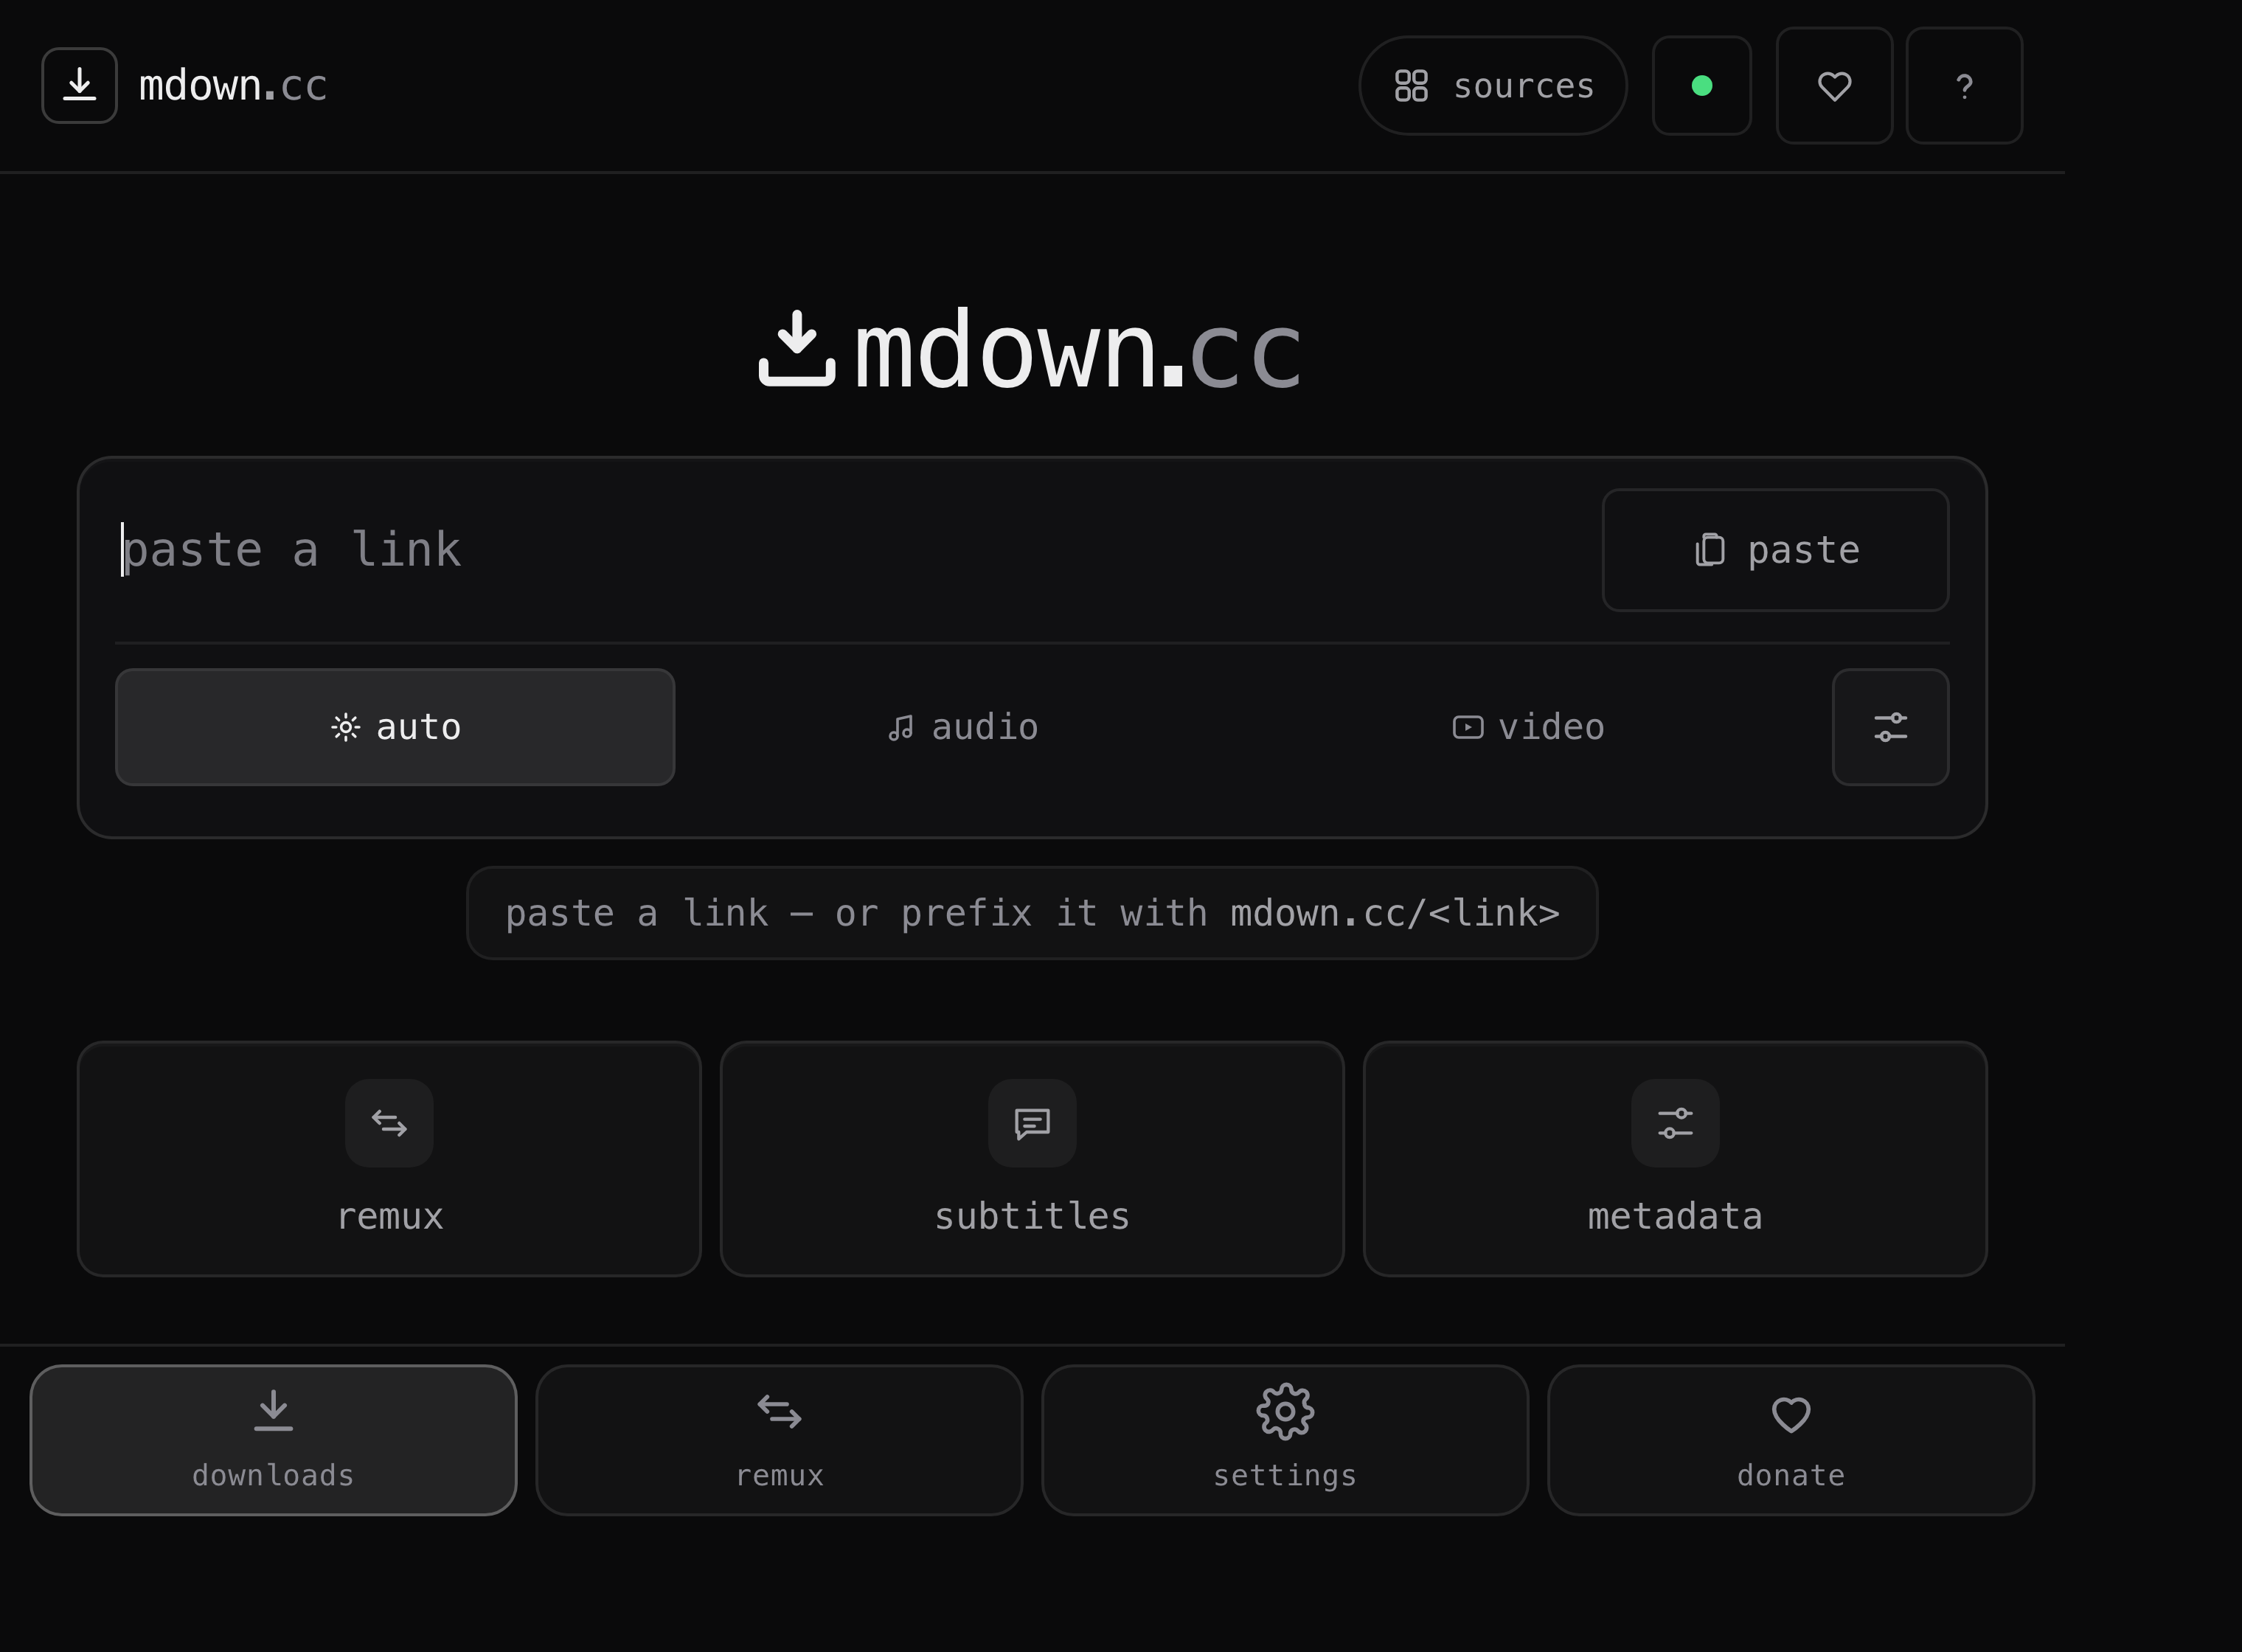 mdown.cc
sources
?
mdown.cc
paste a link
paste
auto
audio
video
paste a link — or prefix it with mdown.cc/<link>
remux
subtitles
metadata
downloads
remux
settings
donate